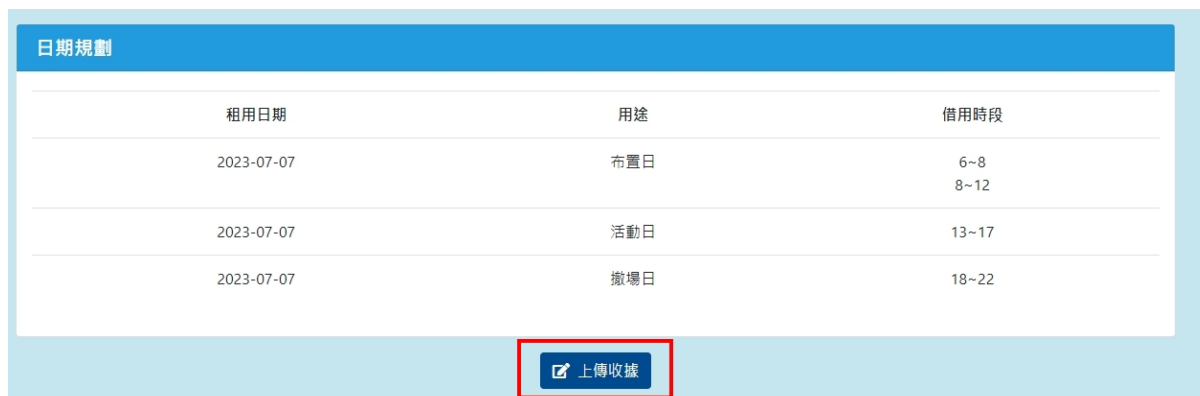 日期規劃
租用日期 用途 借用時段
2023-07-07 布置日 6~8
8~12
2023-07-07 活動日 13~17
2023-07-07 撤場日 18~22
上傳收據